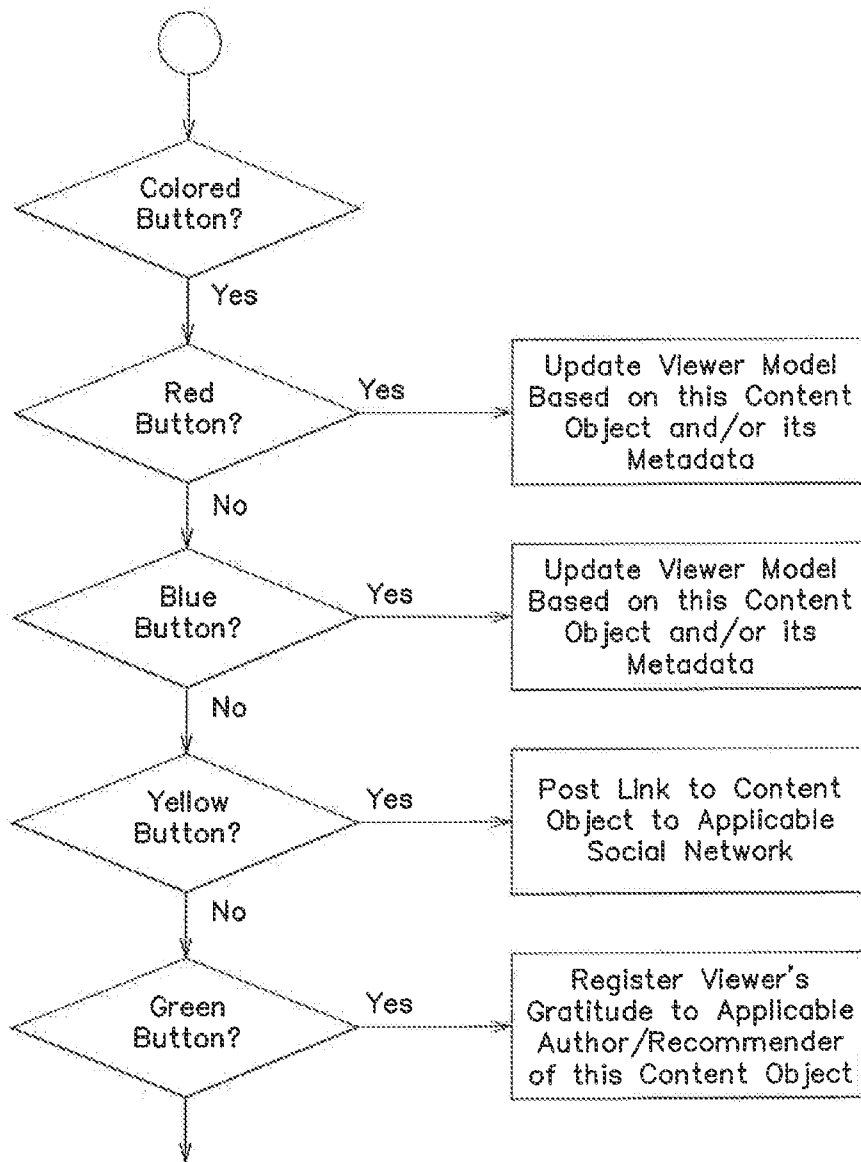 Colored
Button?
Yes
Red
Button?
Yes
Update Viewer Model
Based on this Content
Object and/or its
Metadata
No
Blue
Button?
Yes
Update Viewer Model
Based on this Content
Object and/or its
Metadata
No
Yellow
Button?
Yes
Post Link to Content
Object to Applicable
Social Network
No
Green
Button?
Yes
Register Viewer's
Gratitude to Applicable
Author/Recommender
of this Content Object